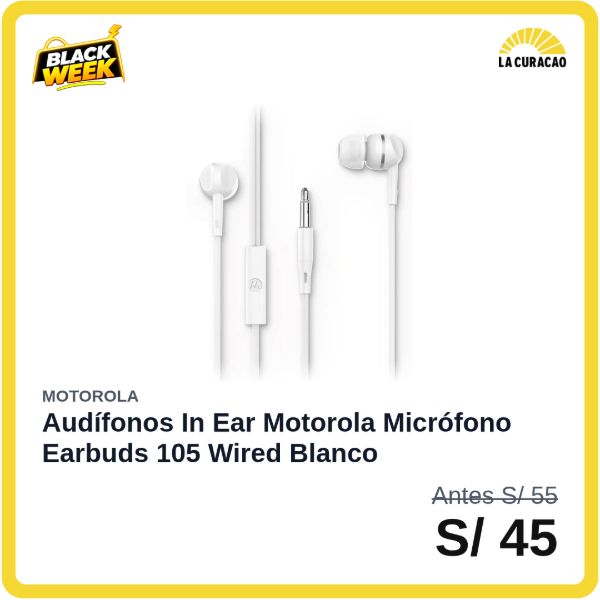 BLACK
WEEK
LA CURACAO
MOTOROLA
Audífonos In Ear Motorola Micrófono
Earbuds 105 Wired Blanco
Antes S/ 55
S/ 45